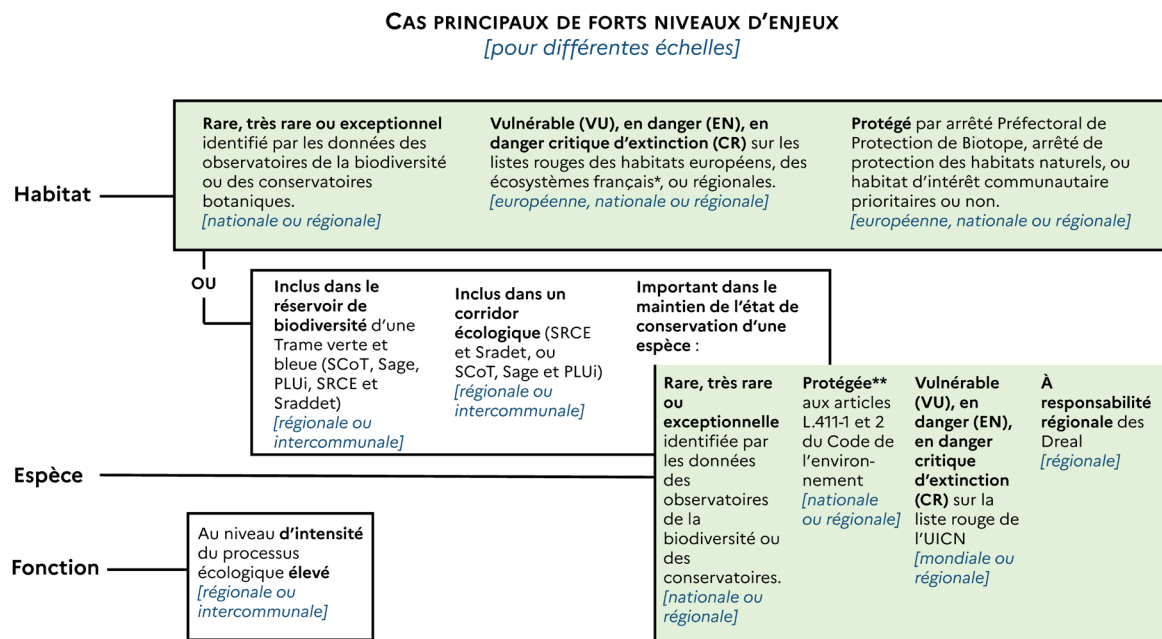 CAS PRINCIPAUX DE FORTS NIVEAUX D'ENJEUX
[pour différentes échelles]
Habitat
Rare, très rare ou exceptionnel
identifié par les données des
observatoires de la biodiversité
ou des conservatoires
botaniques.
[nationale ou régionale]
Vulnérable (VU), en danger (EN), en
danger critique d'extinction (CR) sur les
listes rouges des habitats européens, des
écosystèmes français*, ou régionales.
[européenne, nationale ou régionale]
Protégé par arrêté Préfectoral de
Protection de Biotope, arrêté de
protection des habitats naturels, ou
habitat d'intérêt communautaire
prioritaires ou non.
[européenne, nationale ou régionale]
OU
Inclus dans le
réservoir de
biodiversité d'une
Trame verte et
bleue (SCoT, Sage,
PLUi, SRCE et
Sraddet)
[régionale ou
intercommunale]
Inclus dans un
corridor
écologique (SRCE
et Sradet, ou
SCoT, Sage et PLUi)
[régionale ou
intercommunale]
Important dans le
maintien de l'état de
conservation d'une
espèce :
Espèce
Rare, très rare
ou
exceptionnelle
identifiée par
les données
des
observatoires
de la
biodiversité ou
des
conservatoires.
[nationale ou
régionale]
Protégée**
aux articles
L.411-1 et 2
du Code de
l'environ-
nement
[nationale
ou régionale]
Vulnérable
(VU), en
danger (EN),
en danger
critique
d'extinction
(CR) sur la
liste rouge de
l'UICN
[mondiale ou
régionale]
À
responsabilité
régionale des
Dreal
[régionale]
Fonction
Au niveau d'intensité
du processus
écologique élevé
[régionale ou
intercommunale]